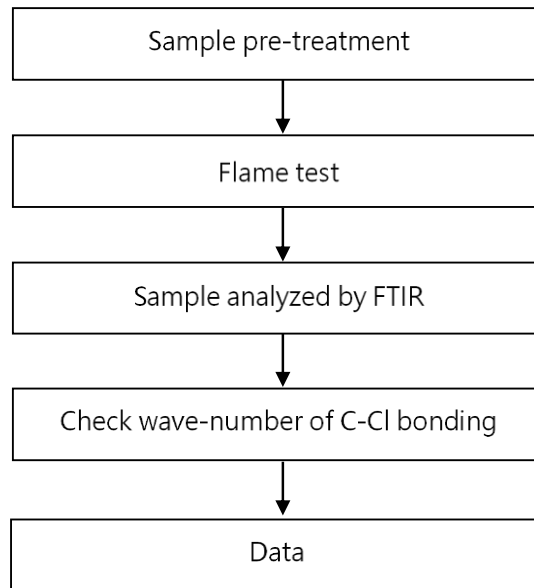 Sample pre-treatment
Flame test
Sample analyzed by FTIR
Check wave-number of C-Cl bonding
Data